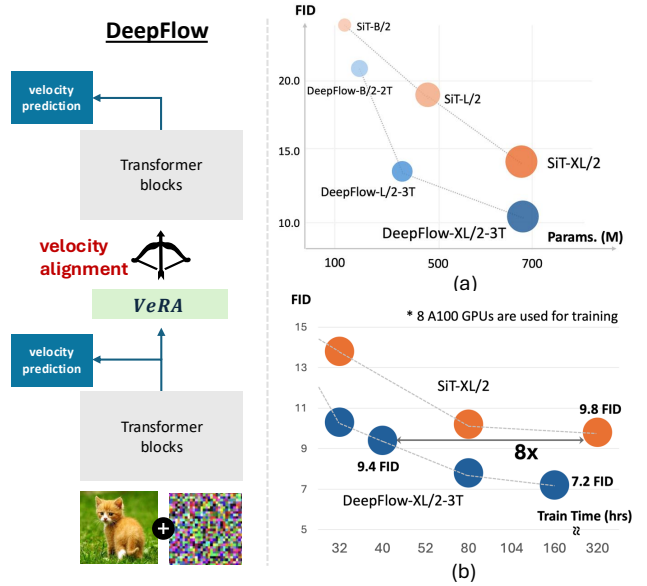 DeepFlow
velocity
prediction
Transformer
blocks
velocity
alignment
VeRA
velocity
prediction
Transformer
blocks
FID
SiT-B/2
20.0
DeepFlow-B/2-2T
SiT-L/2
15.0
SiT-XL/2
DeepFlow-L/2-3T
10.0
DeepFlow-XL/2-3T
Params. (M)
100 500 700
(a)
FID
* 8 A100 GPUs are used for training
15
13
SiT-XL/2
11
9.8 FID
9
8x
9.4 FID
7.2 FID
7
DeepFlow-XL/2-3T
Train Time (hrs)
5
≈
32 40 52 80 104 160 320
(b)